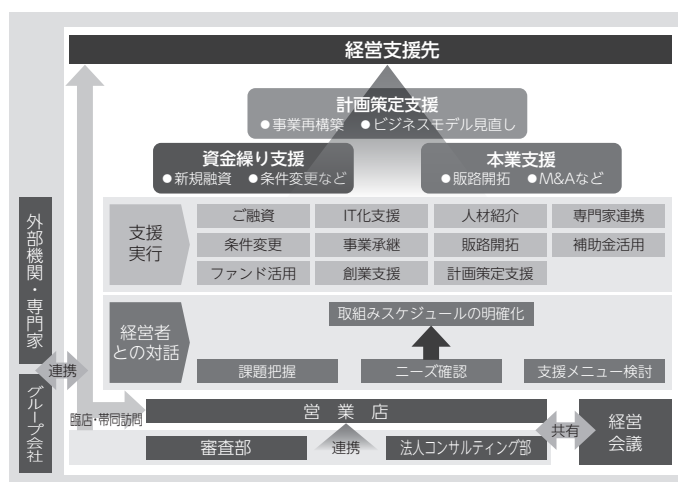 経営支援先
計画策定支援
●事業再構築 ●ビジネスモデル見直し
資金繰り支援
●新規融資 ●条件変更など
本業支援
●販路開拓 ●M&Aなど
外部機関・専門家
グループ会社
連携
支援
実行
ご融資 IT化支援 人材紹介 専門家連携
条件変更 事業承継 販路開拓 補助金活用
ファンド活用 創業支援 計画策定支援
経営者
との対話
取組みスケジュールの明確化
課題把握 ニーズ確認 支援メニュー検討
臨店・帯同訪問
営業店
審査部 連携 法人コンサルティング部
共有
経営
会議